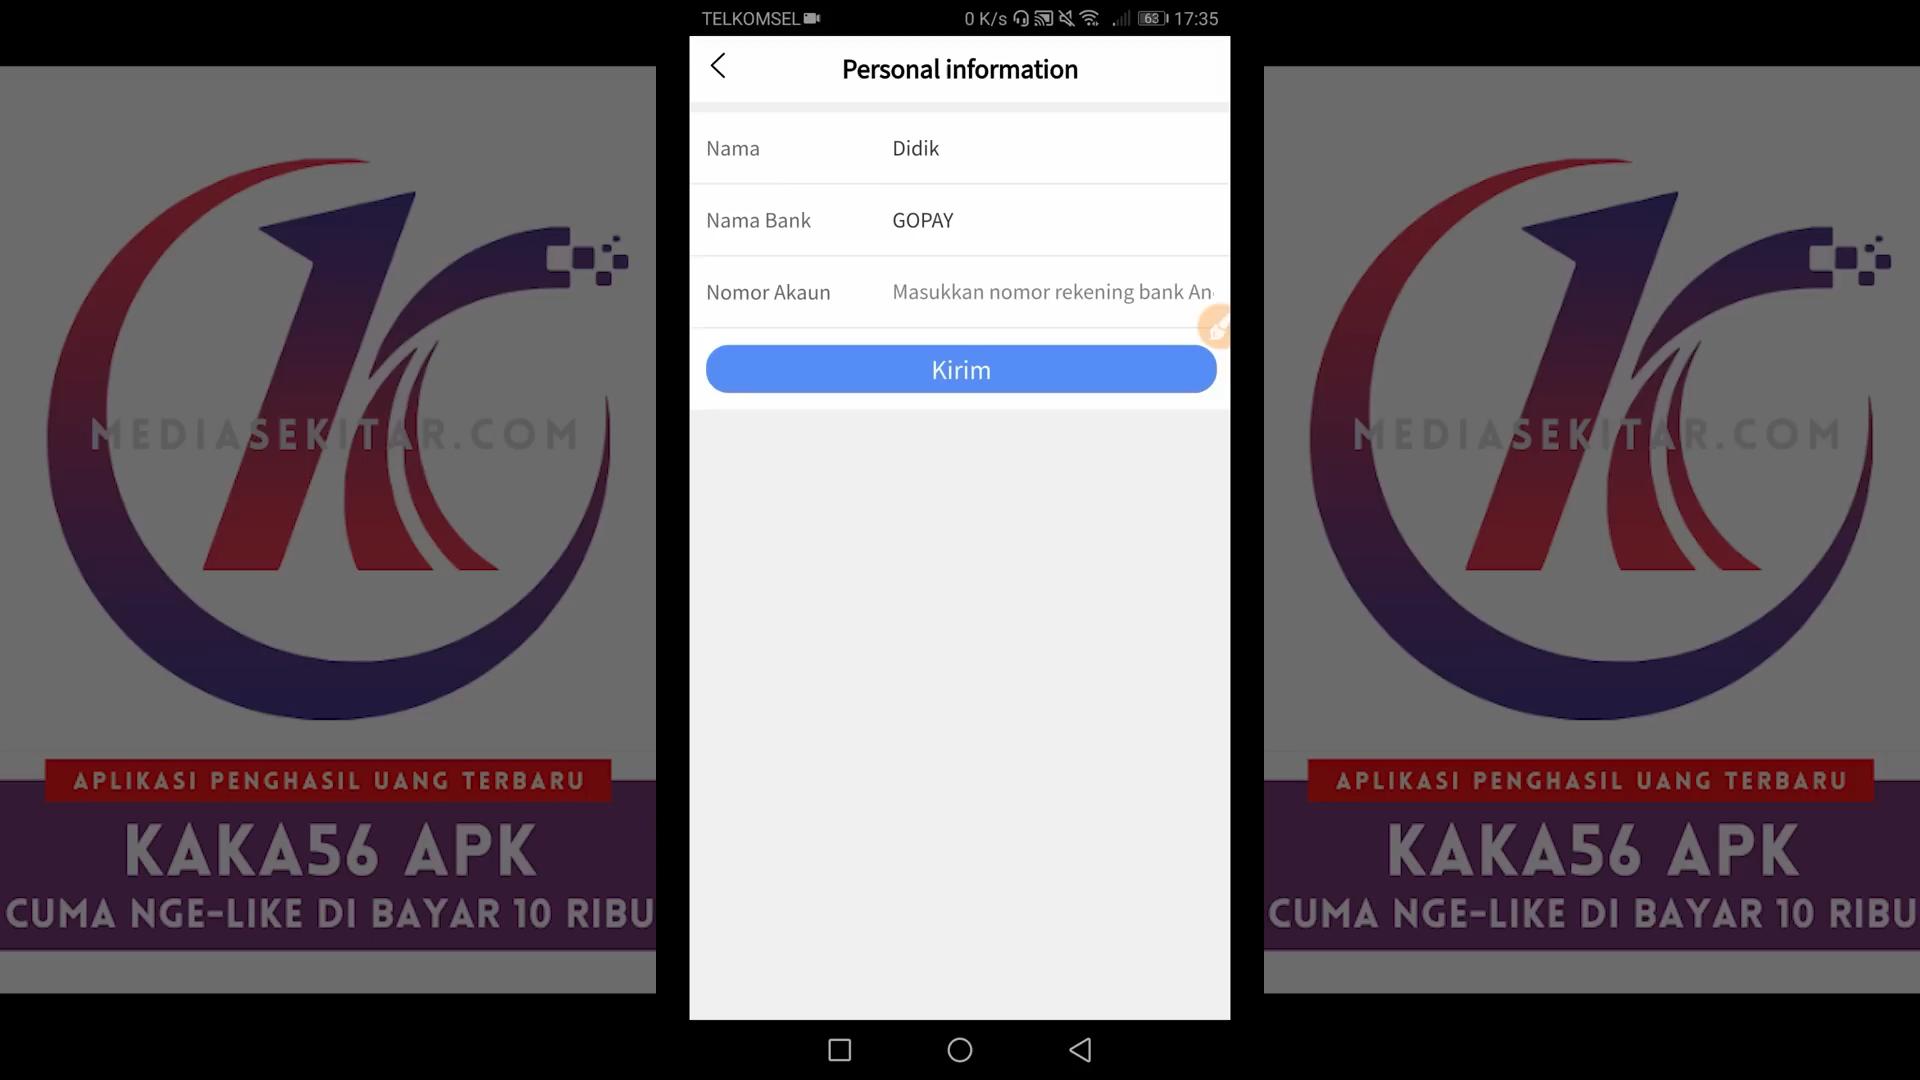 TELKOMSEL
0 K/s 63 17:35
Personal information
Nama Didik
Nama Bank GOPAY
Nomor Akaun Masukkan nomor rekening bank An
Kirim
MEDIASEKITAR.COM
APLIKASI PENGHASIL UANG TERBARU
KAKA56 APK
CUMA NGE-LIKE DI BAYAR 10 RIBU
MEDIASEKITAR.COM
APLIKASI PENGHASIL UANG TERBARU
KAKA56 APK
CUMA NGE-LIKE DI BAYAR 10 RIBU